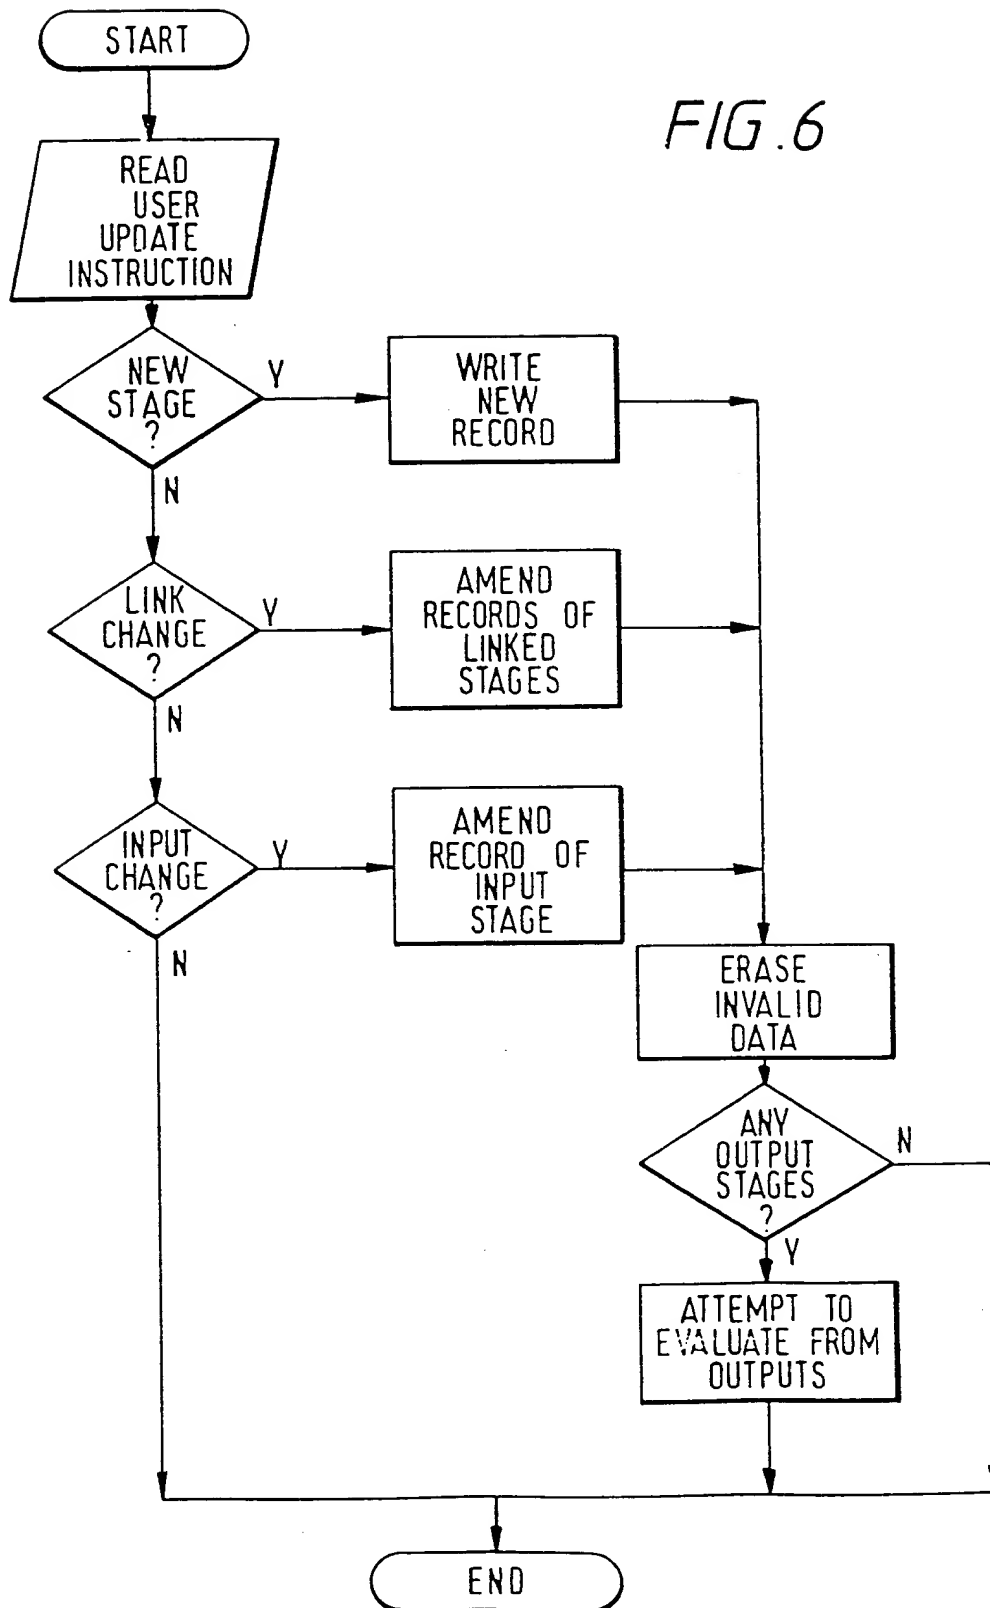 START
FIG.6
READ
USER
UPDATE
INSTRUCTION
NEW
STAGE
?
Y
WRITE
NEW
RECORD
N
LINK
CHANGE
?
Y
AMEND
RECORDS OF
LINKED
STAGES
N
INPUT
CHANGE
?
Y
AMEND
RECORD OF
INPUT
STAGE
N
ERASE
INVALID
DATA
ANY
OUTPUT
STAGES
?
N
Y
ATTEMPT TO
EVALUATE FROM
OUTPUTS
END